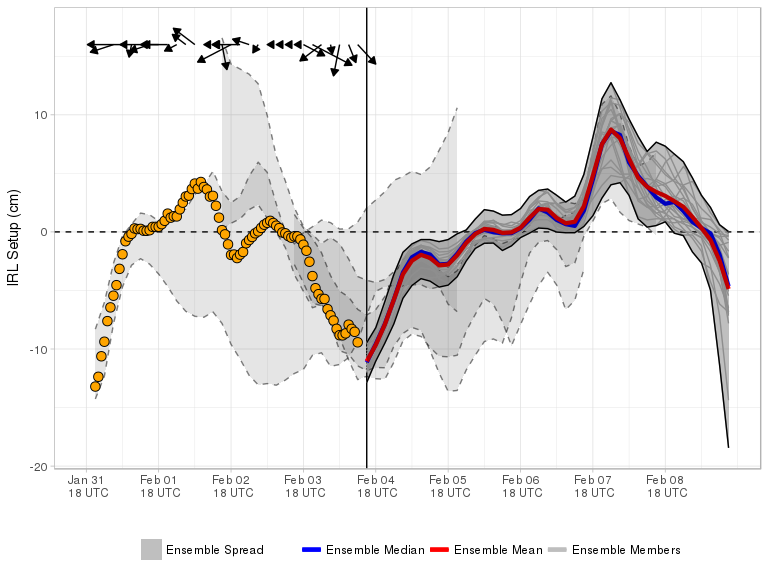 IRL Setup (cm)
10
0
-10
-20
Jan 31 Feb 01 Feb 02 Feb 03 Feb 04 Feb 05 Feb 06 Feb 07 Feb 08
18 UTC 18 UTC 18 UTC 18 UTC 18 UTC 18 UTC 18 UTC 18 UTC 18 UTC
Ensemble Spread Ensemble Median Ensemble Mean Ensemble Members